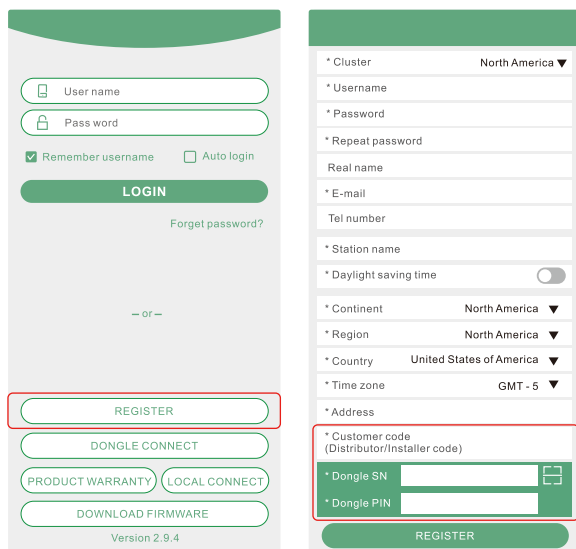 User name
Pass word
Remember username
Auto login
LOGIN
Forget password?
– or –
REGISTER
DONGLE CONNECT
PRODUCT WARRANTY
LOCAL CONNECT
DOWNLOAD FIRMWARE
Version 2.9.4
* Cluster North America ▼
* Username
* Password
* Repeat password
Real name
* E-mail
Tel number
* Station name
* Daylight saving time
* Continent North America ▼
* Region North America ▼
* Country United States of America ▼
* Time zone GMT - 5 ▼
* Address
* Customer code
(Distributor/Installer code)
* Dongle SN
* Dongle PIN
REGISTER